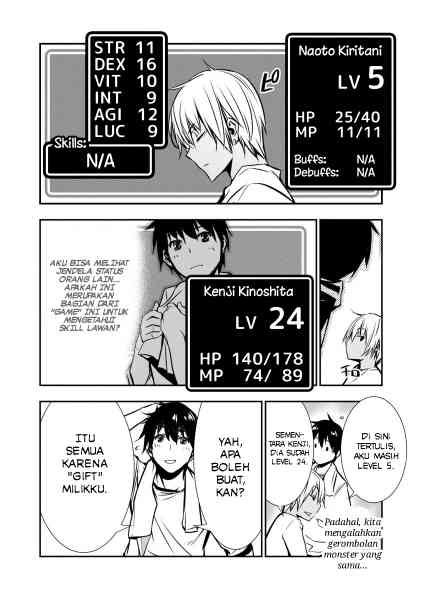 STR 11
DEX 16
VIT 10
INT 9
AGI 12
LUC 9
Skills:
N/A
Naoto Kiritani
LV 5
HP 25/40
MP 11/11
Buffs: N/A
Debuffs: N/A
ピ
AKU BISA MELIHAT
JENDELA STATUS
ORANG LAIN...
APAKAH INI
MERUPAKAN
BAGIAN DARI
"GAME" INI UNTUK
MENGETAHUI
SKILL LAWAN?
Kenji Kinoshita
LV 24
HP 140/178
MP 74/ 89
ITU
SEMUA
KARENA
"GIFT"
MILIKKU.
YAH,
APA
BOLEH
BUAT,
KAN?
SEMEN-
TARA KENJI,
DIA SUDAH
LEVEL 24.
DI SINI
TERTULIS,
AKU MASIH
LEVEL 5.
Padahal, kita
mengalahkan
gerombolan
monster yang
sama...